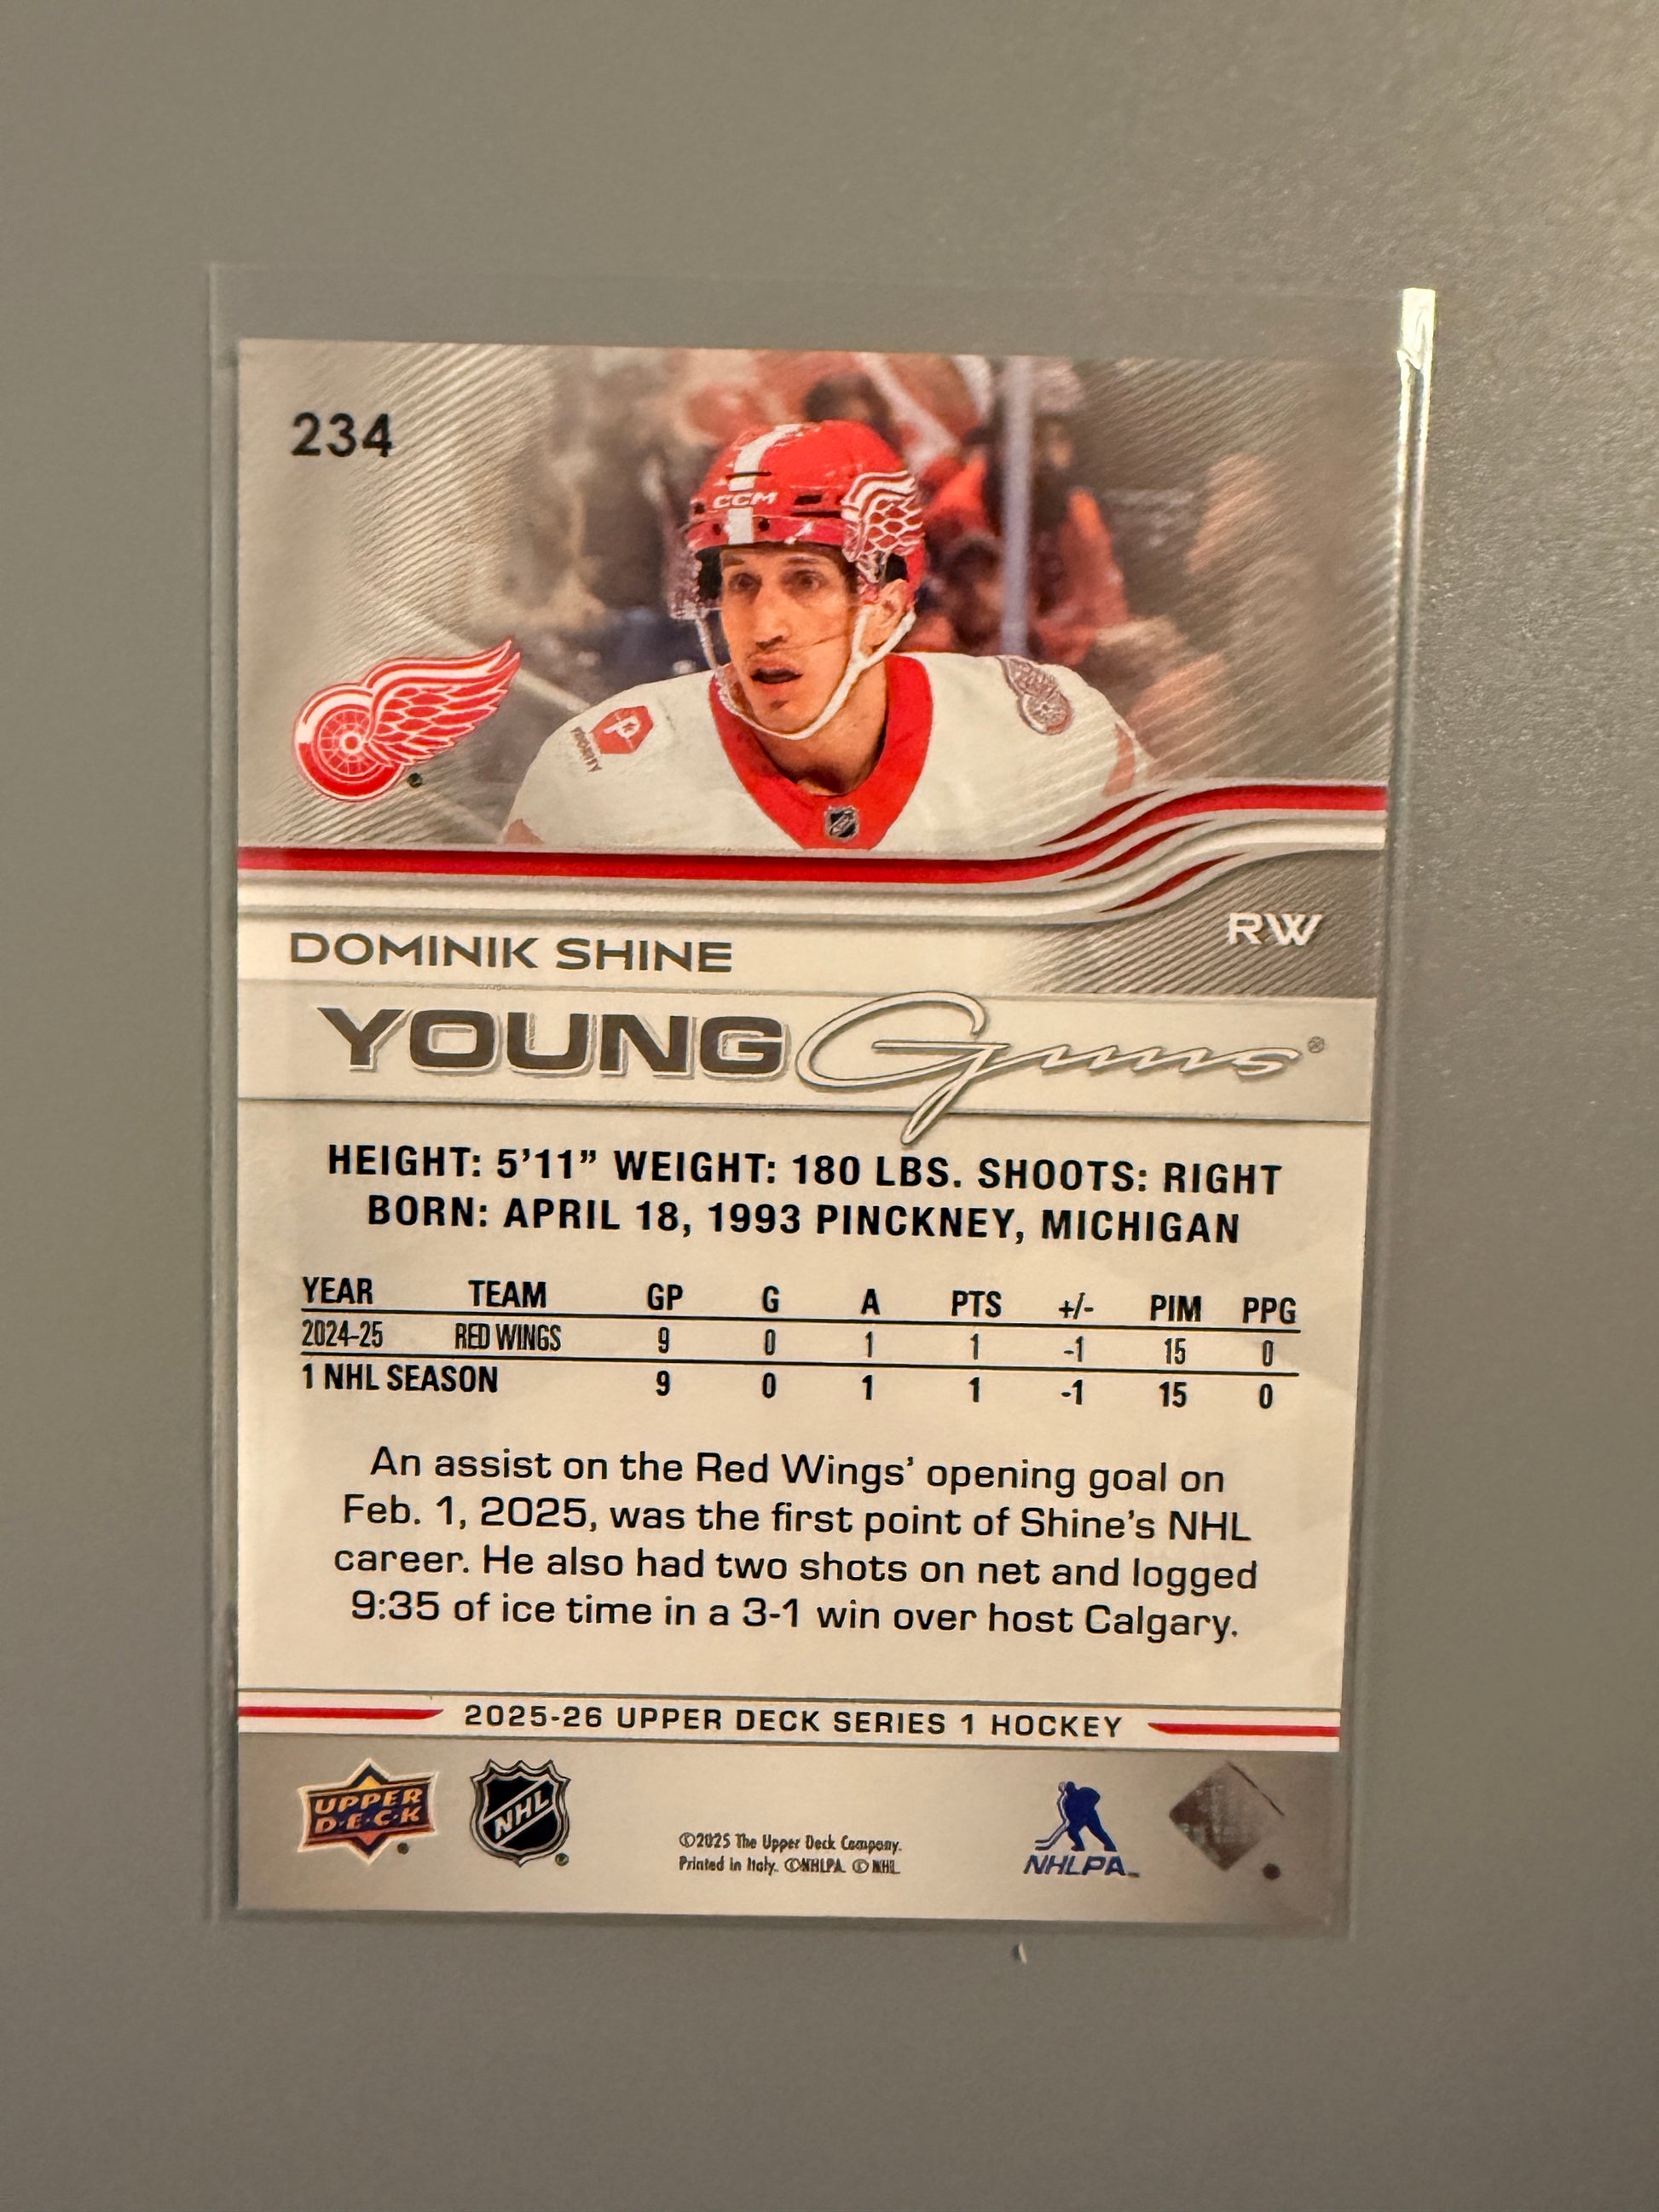 234
CCM
PRIORITY
DOMINIK SHINE
RW
YOUNG Guns®
HEIGHT: 5'11" WEIGHT: 180 LBS. SHOOTS: RIGHT
BORN: APRIL 18, 1993 PINCKNEY, MICHIGAN
YEAR TEAM GP G A PTS +/- PIM PPG
2024-25 RED WINGS 9 0 1 1 -1 15 0
1 NHL SEASON 9 0 1 1 -1 15 0
An assist on the Red Wings' opening goal on
Feb. 1, 2025, was the first point of Shine's NHL
career. He also had two shots on net and logged
9:35 of ice time in a 3-1 win over host Calgary.
2025-26 UPPER DECK SERIES 1 HOCKEY
UPPER
D·E·C·K
NHL
©2025 The Upper Deck Company.
Printed in Italy. ©NHLPA. © NHL
NHLPA